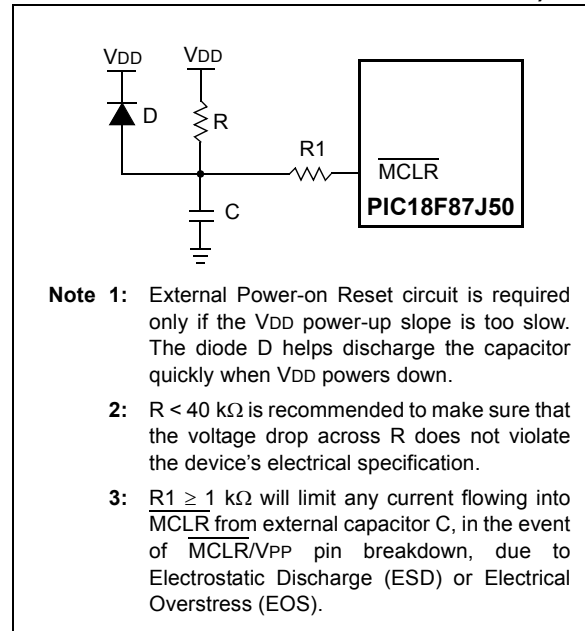 VDD VDD
D
R
R1
C
MCLR
PIC18F87J50
Note 1: External Power-on Reset circuit is required
only if the VDD power-up slope is too slow.
The diode D helps discharge the capacitor
quickly when VDD powers down.
2: R < 40 kΩ is recommended to make sure that
the voltage drop across R does not violate
the device's electrical specification.
3: R1 ≥ 1 kΩ will limit any current flowing into
MCLR from external capacitor C, in the event
of MCLR/VPP pin breakdown, due to
Electrostatic Discharge (ESD) or Electrical
Overstress (EOS).